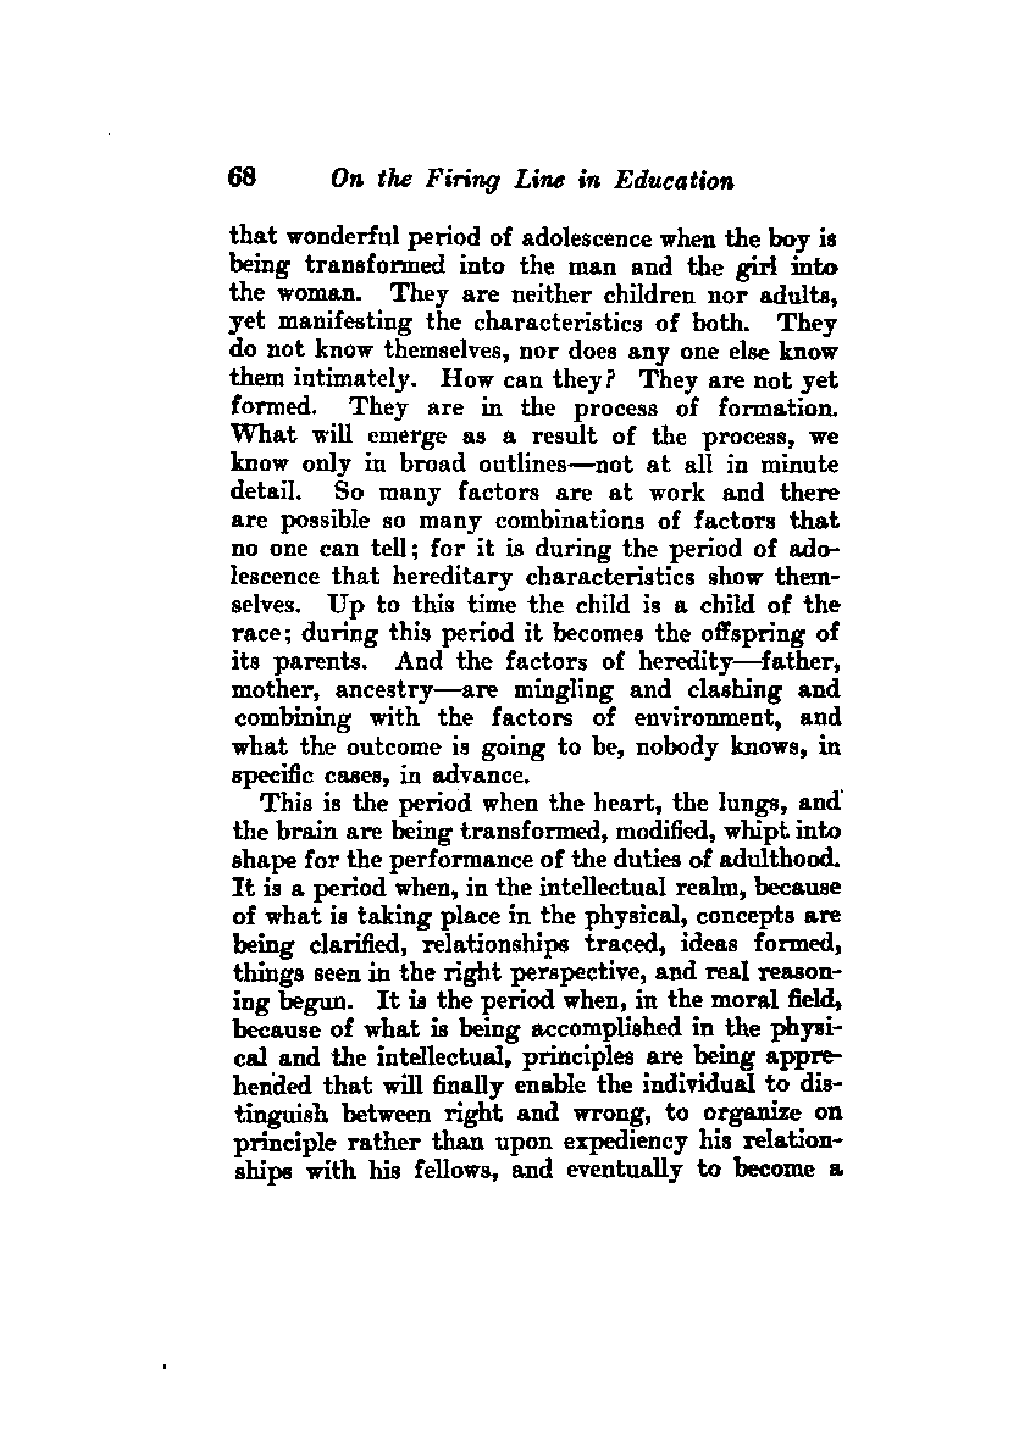 68 On the Firing Line in Education
that wonderful period of adolescence when the boy is
being transformed into the man and the girl into
the woman. They are neither children nor adults,
yet manifesting the characteristics of both. They
do not know themselves, nor does any one else know
them intimately. How can they? They are not yet
formed. They are in the process of formation.
What will emerge as a result of the process, we
know only in broad outlines—not at all in minute
detail. So many factors are at work and there
are possible so many combinations of factors that
no one can tell; for it is during the period of ado-
lescence that hereditary characteristics show them-
selves. Up to this time the child is a child of the
race; during this period it becomes the offspring of
its parents. And the factors of heredity—father,
mother, ancestry—are mingling and clashing and
combining with the factors of environment, and
what the outcome is going to be, nobody knows, in
specific cases, in advance.
This is the period when the heart, the lungs, and
the brain are being transformed, modified, whipt into
shape for the performance of the duties of adulthood.
It is a period when, in the intellectual realm, because
of what is taking place in the physical, concepts are
being clarified, relationships traced, ideas formed,
things seen in the right perspective, and real reason-
ing begun. It is the period when, in the moral field,
because of what is being accomplished in the physi-
cal and the intellectual, principles are being appre-
hended that will finally enable the individual to dis-
tinguish between right and wrong, to organize on
principle rather than upon expediency his relation-
ships with his fellows, and eventually to become a